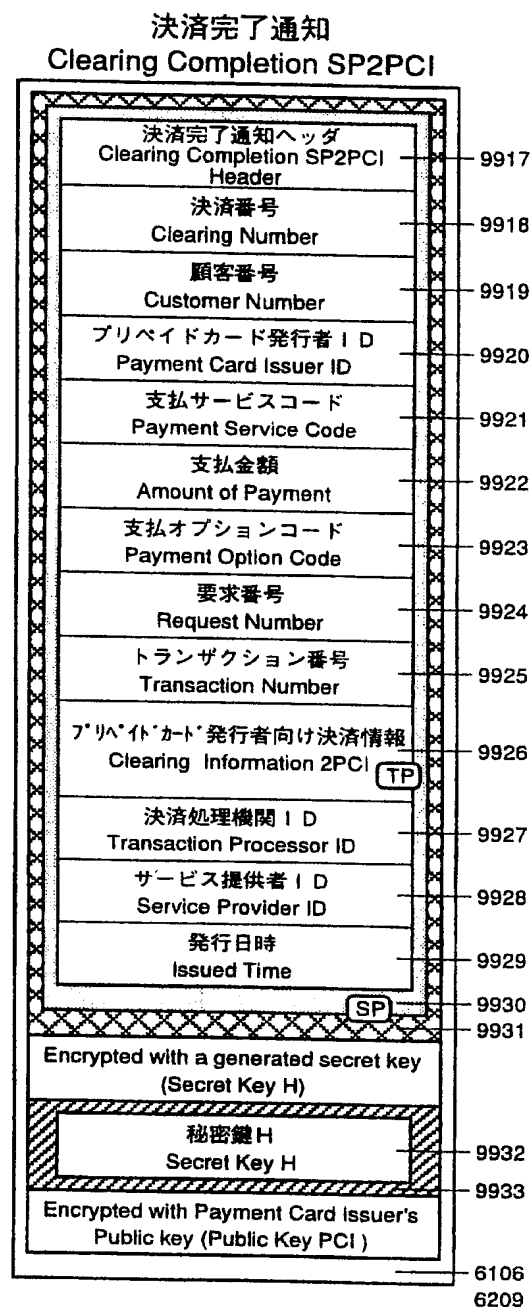 決済完了通知
Clearing Completion SP2PCI
決済完了通知ヘッダ
Clearing Completion SP2PCI
Header
9917
決済番号
Clearing Number
9918
顧客番号
Customer Number
9919
プリペイドカード発行者ID
Payment Card Issuer ID
9920
支払サービスコード
Payment Service Code
9921
支払金額
Amount of Payment
9922
支払オプションコード
Payment Option Code
9923
要求番号
Request Number
9924
トランザクション番号
Transaction Number
9925
プリペイドカード発行者向け決済情報
Clearing Information 2PCI
TP
9926
決済処理機関ID
Transaction Processor ID
9927
サービス提供者ID
Service Provider ID
9928
発行日時
Issued Time
9929
SP
9930
9931
Encrypted with a generated secret key
(Secret Key H)
秘密鍵H
Secret Key H
9932
9933
Encrypted with Payment Card Issuer's
Public key (Public Key PCI )
6106
6209